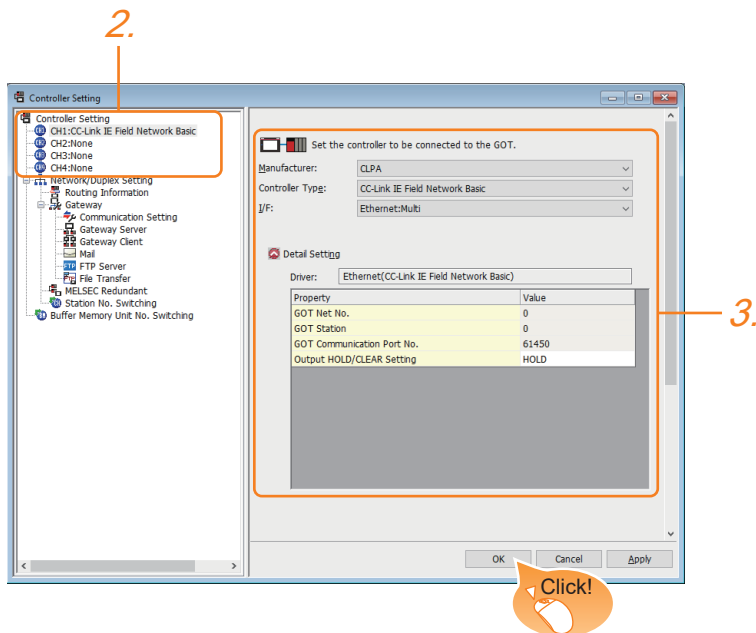 2.
Controller Setting
Controller Setting
CH1:CC-Link IE Field Network Basic
CH2:None
CH3:None
CH4:None
Network/Duplex Setting
Routing Information
Gateway
Communication Setting
Gateway Server
Gateway Client
Mail
FTP Server
File Transfer
MELSEC Redundant
Station No. Switching
Buffer Memory Unit No. Switching
Set the controller to be connected to the GOT.
Manufacturer: CLPA
Controller Type: CC-Link IE Field Network Basic
I/F: Ethernet:Multi
Detail Setting
Driver: Ethernet(CC-Link IE Field Network Basic)
Property Value
GOT Net No. 0
GOT Station 0
GOT Communication Port No. 61450
Output HOLD/CLEAR Setting HOLD
3.
OK Cancel Apply
Click!